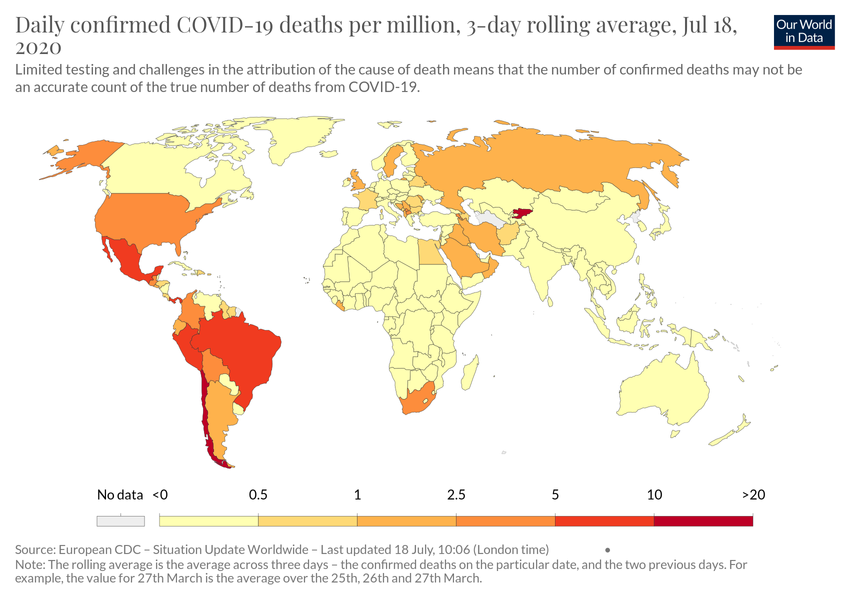 Daily confirmed COVID-19 deaths per million, 3-day rolling average, Jul 18,
2020
Our World
in Data
Limited testing and challenges in the attribution of the cause of death means that the number of confirmed deaths may not be
an accurate count of the true number of deaths from COVID-19.
No data <0 0.5 1 2.5 5 10 >20
Source: European CDC – Situation Update Worldwide – Last updated 18 July, 10:06 (London time)
Note: The rolling average is the average across three days – the confirmed deaths on the particular date, and the two previous days. For
example, the value for 27th March is the average over the 25th, 26th and 27th March.